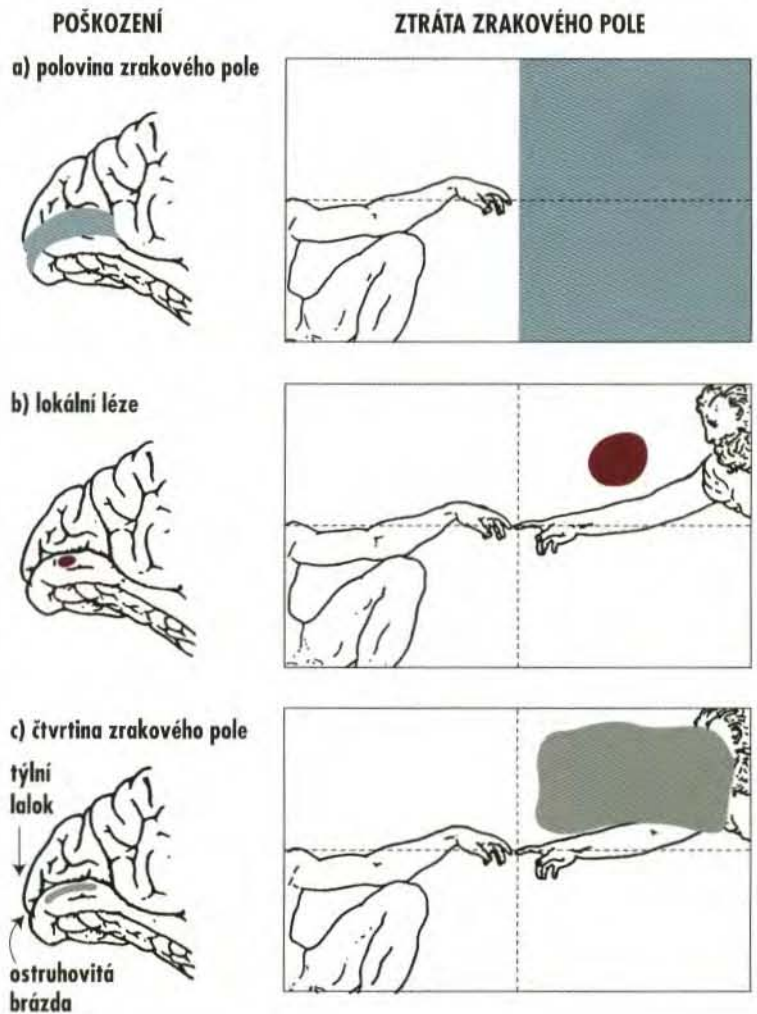 POŠKOZENÍ
ZTRÁTA ZRAKOVÉHO POLE
a) polovina zrakového pole
b) lokální léze
c) čtvrtina zrakového pole
týlní
lalok
ostruhovitá
brázda